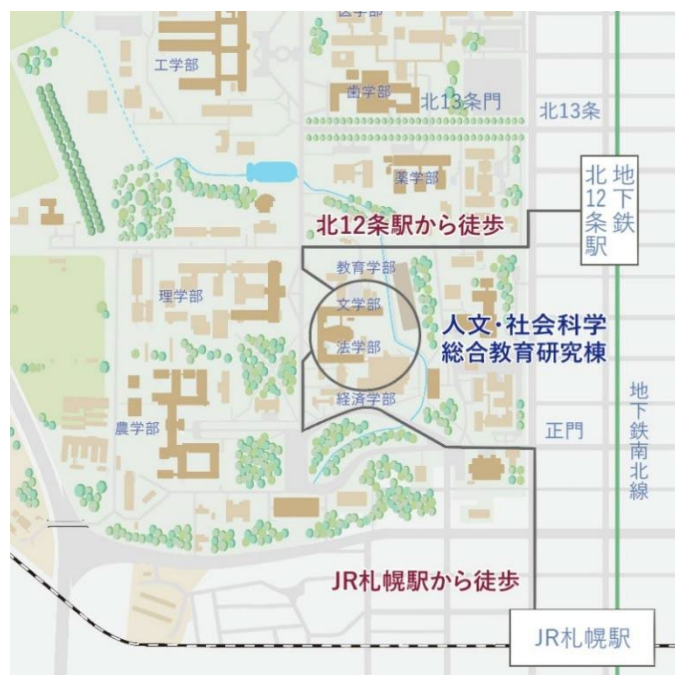 医学部
工学部
歯学部
北13条門
北13条
薬学部
地下鉄
北12条駅
北12条駅から徒歩
教育学部
理学部
文学部
人文・社会科学
総合教育研究棟
法学部
経済学部
農学部
正門
地下鉄南北線
JR札幌駅から徒歩
JR札幌駅